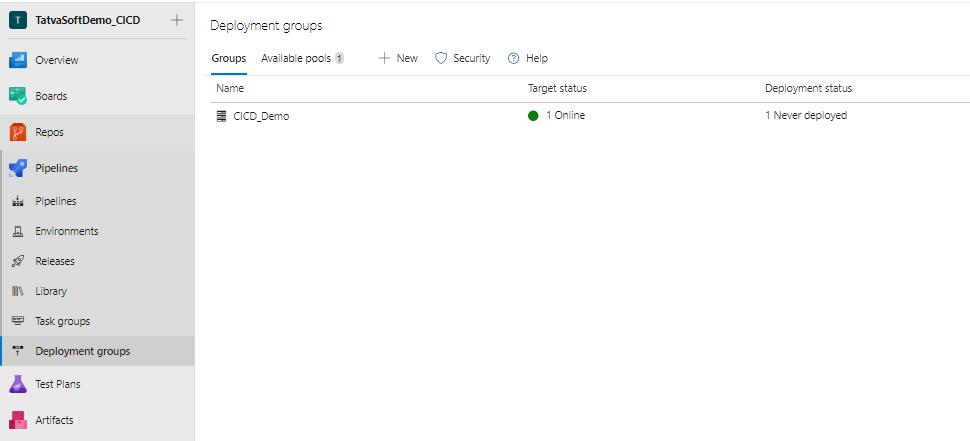 T TatvaSoftDemo_CICD +
Overview
Boards
Repos
Pipelines
Pipelines
Environments
Releases
Library
Task groups
Deployment groups
Test Plans
Artifacts
Deployment groups
Groups Available pools 1 + New Security ? Help
Name Target status Deployment status
CICD_Demo 1 Online 1 Never deployed